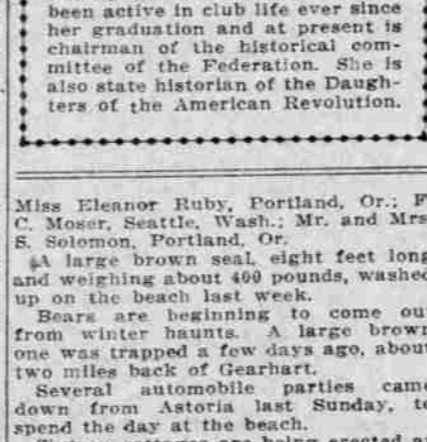 been active in club life ever since
her graduation and at present is
chairman of the historical com-
mittee of the Federation. She is
also state historian of the Daugh-
ters of the American Revolution.
Miss Eleanor Ruby, Portland, Or.; F
C. Moser, Seattle, Wash.; Mr. and Mrs
S. Solomon, Portland, Or.
A large brown seal, eight feet long
and weighing about 400 pounds, washed
up on the beach last week.
Bears are beginning to come out
from winter haunts. A large brown
one was trapped a few days ago, about
two miles back of Gearhart.
Several automobile parties came
down from Astoria last Sunday, to
spend the day at the beach.
cottages are being erected